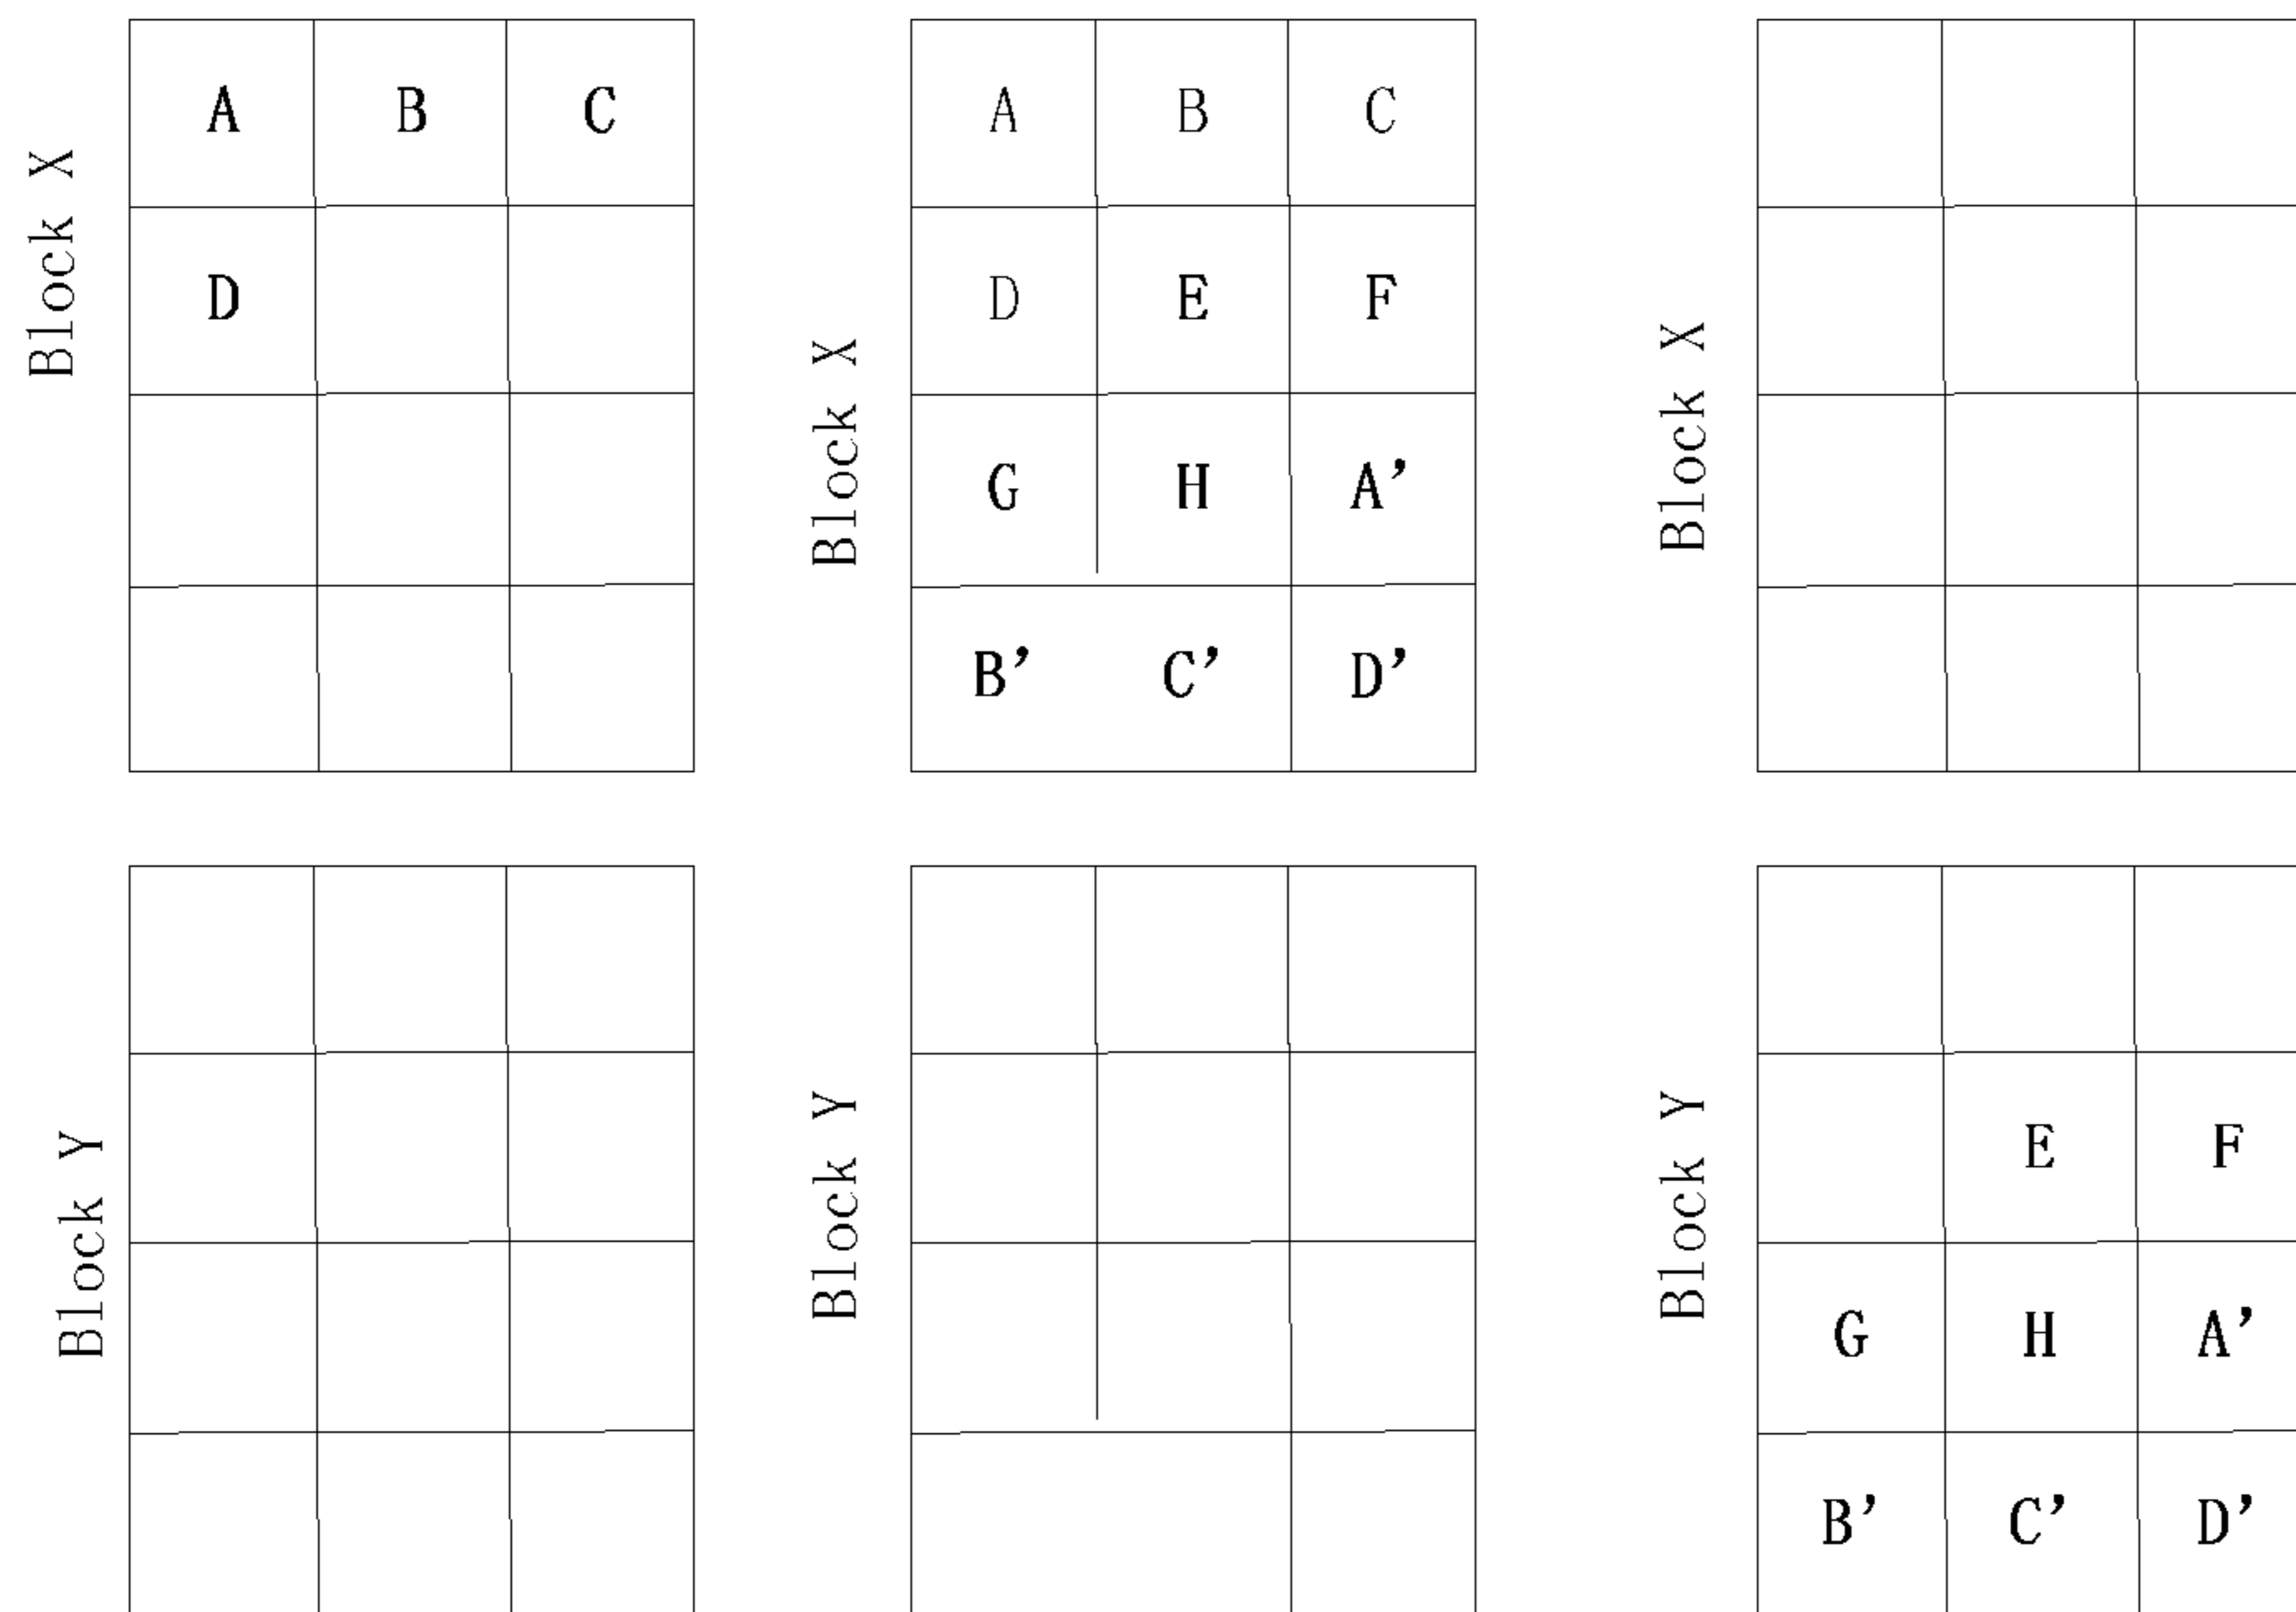 Block X
A B C
D
Block X
A B C
D E F
G H A’
B’ C’ D’
Block X
Block Y
Block Y
Block Y
E F
G H A’
B’ C’ D’